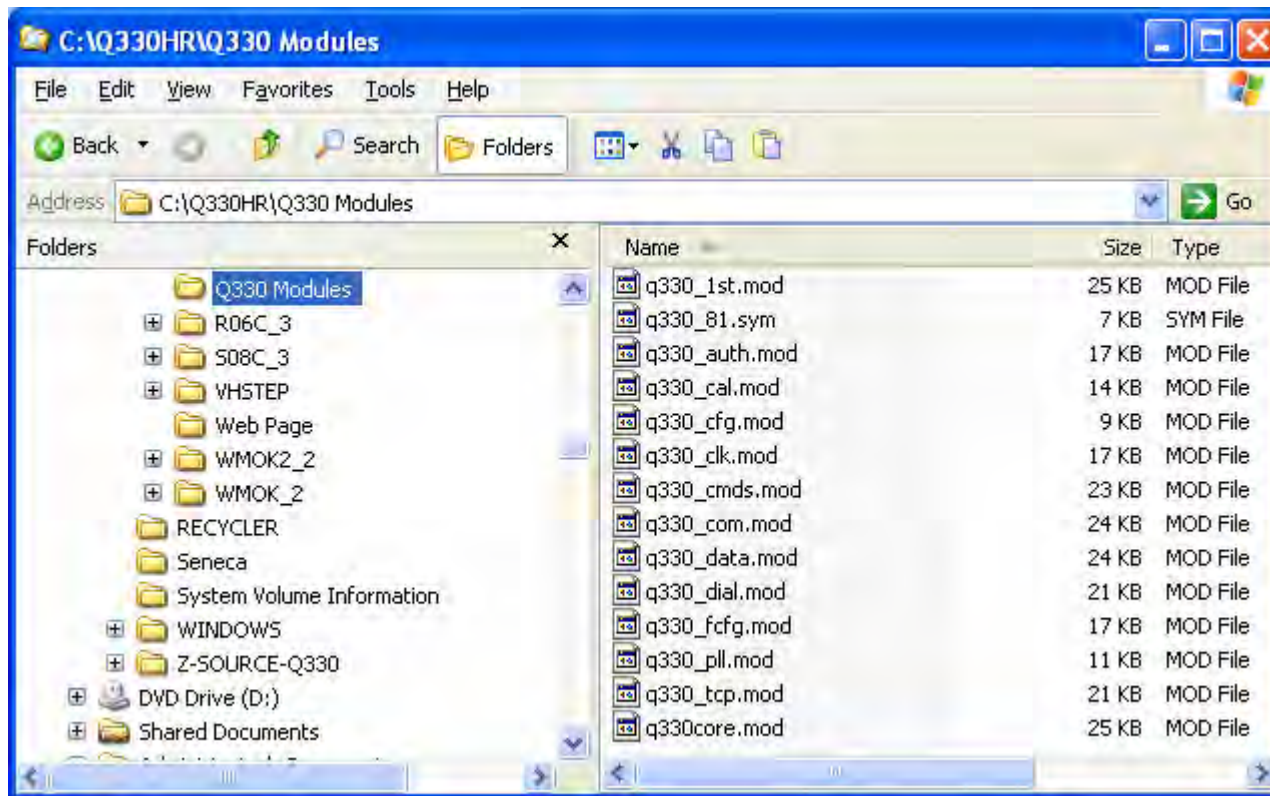 C:\Q330HR\Q330 Modules
File Edit View Favorites Tools Help
Back Search Folders
Address C:\Q330HR\Q330 Modules Go
Folders
Q330 Modules
R06C_3
S08C_3
VHSTEP
Web Page
WMOK2_2
WMOK_2
RECYCLER
Seneca
System Volume Information
WINDOWS
Z-SOURCE-Q330
DVD Drive (D:)
Shared Documents
Name Size Type
q330_1st.mod 25 KB MOD File
q330_81.sym 7 KB SYM File
q330_auth.mod 17 KB MOD File
q330_cal.mod 14 KB MOD File
q330_cfg.mod 9 KB MOD File
q330_clk.mod 17 KB MOD File
q330_cmds.mod 23 KB MOD File
q330_com.mod 24 KB MOD File
q330_data.mod 24 KB MOD File
q330_dial.mod 21 KB MOD File
q330_fcfg.mod 17 KB MOD File
q330_pll.mod 11 KB MOD File
q330_tcp.mod 21 KB MOD File
q330core.mod 25 KB MOD File